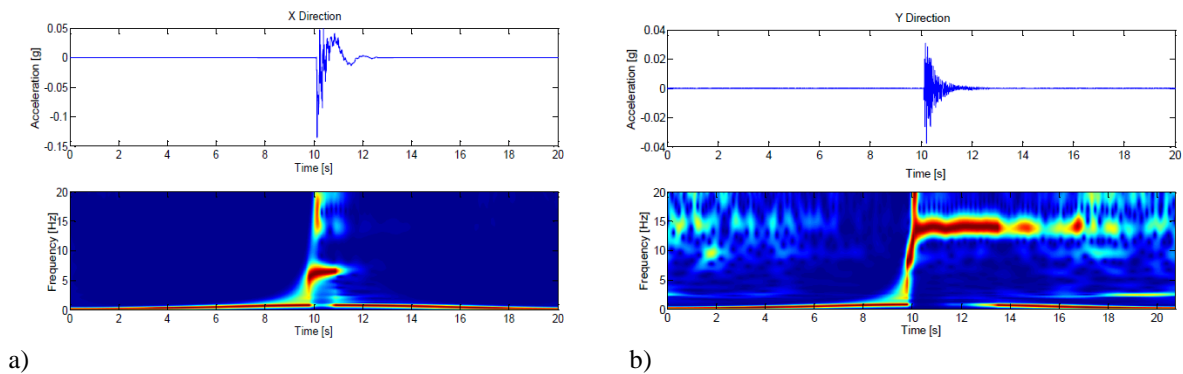 X Direction
Acceleration [g]
0.05
0
-0.05
-0.1
-0.15
0 2 4 6 8 10 12 14 16 18 20
Time [s]
Frequency [Hz]
20
15
10
5
0
0 2 4 6 8 10 12 14 16 18 20
Time [s]
a)
Y Direction
Acceleration [g]
0.04
0.02
0
-0.02
-0.04
0 2 4 6 8 10 12 14 16 18 20
Time [s]
Frequency [Hz]
20
15
10
5
0
0 2 4 6 8 10 12 14 16 18 20
Time [s]
b)